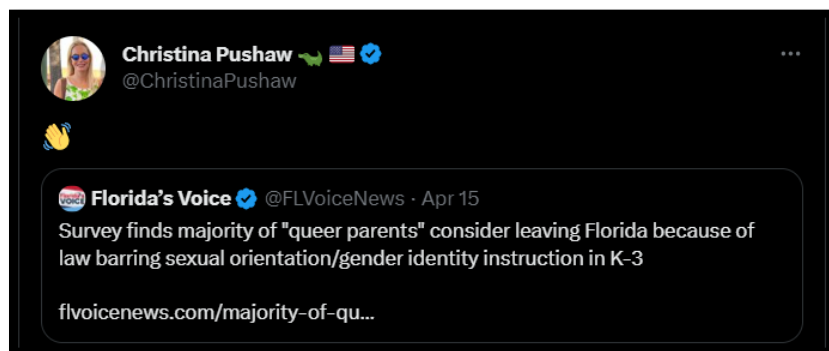 Christina Pushaw 🐊 🇺🇸
@ChristinaPushaw
👋
Florida's Voice @FLVoiceNews · Apr 15
Survey finds majority of "queer parents" consider leaving Florida because of
law barring sexual orientation/gender identity instruction in K-3
flvoicenews.com/majority-of-qu...